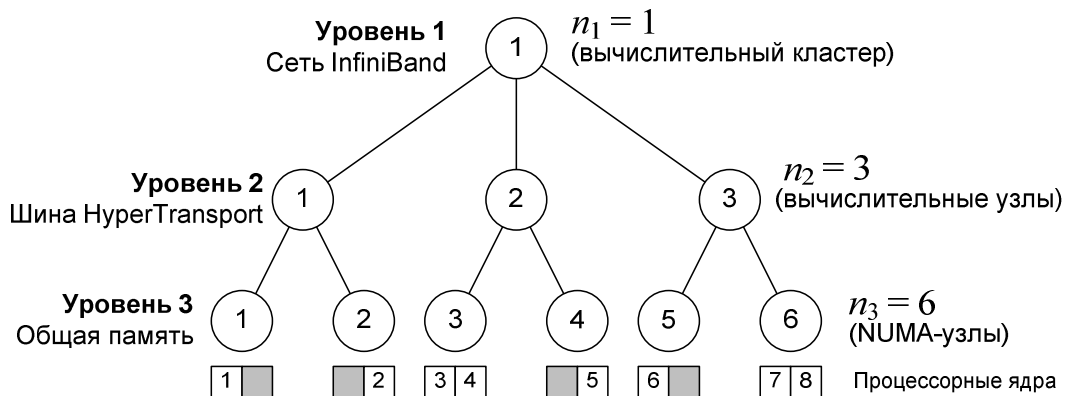 Уровень 1
Сеть InfiniBand
1
n₁ = 1
(вычислительный кластер)
Уровень 2
Шина HyperTransport
1 2 3
n₂ = 3
(вычислительные узлы)
Уровень 3
Общая память
1 2 3 4 5 6
n₃ = 6
(NUMA-узлы)
1 2 3 4 5 6 7 8 Процессорные ядра